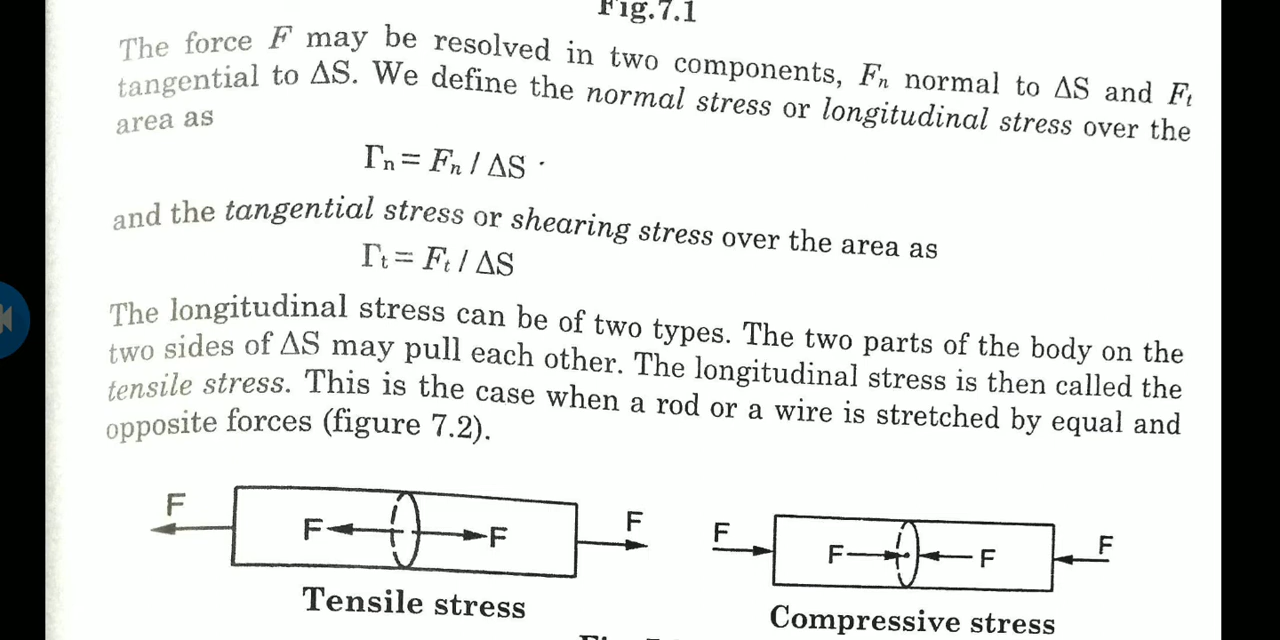 Fig.7.1
The force F may be resolved in two components, Fₙ normal to ΔS and Fₜ
tangential to ΔS. We define the normal stress or longitudinal stress over the
area as
Γₙ = Fₙ / ΔS
and the tangential stress or shearing stress over the area as
Γₜ = Fₜ / ΔS
The longitudinal stress can be of two types. The two parts of the body on the
two sides of ΔS may pull each other. The longitudinal stress is then called the
tensile stress. This is the case when a rod or a wire is stretched by equal and
opposite forces (figure 7.2).
F F F F
F F F F
Tensile stress
Compressive stress